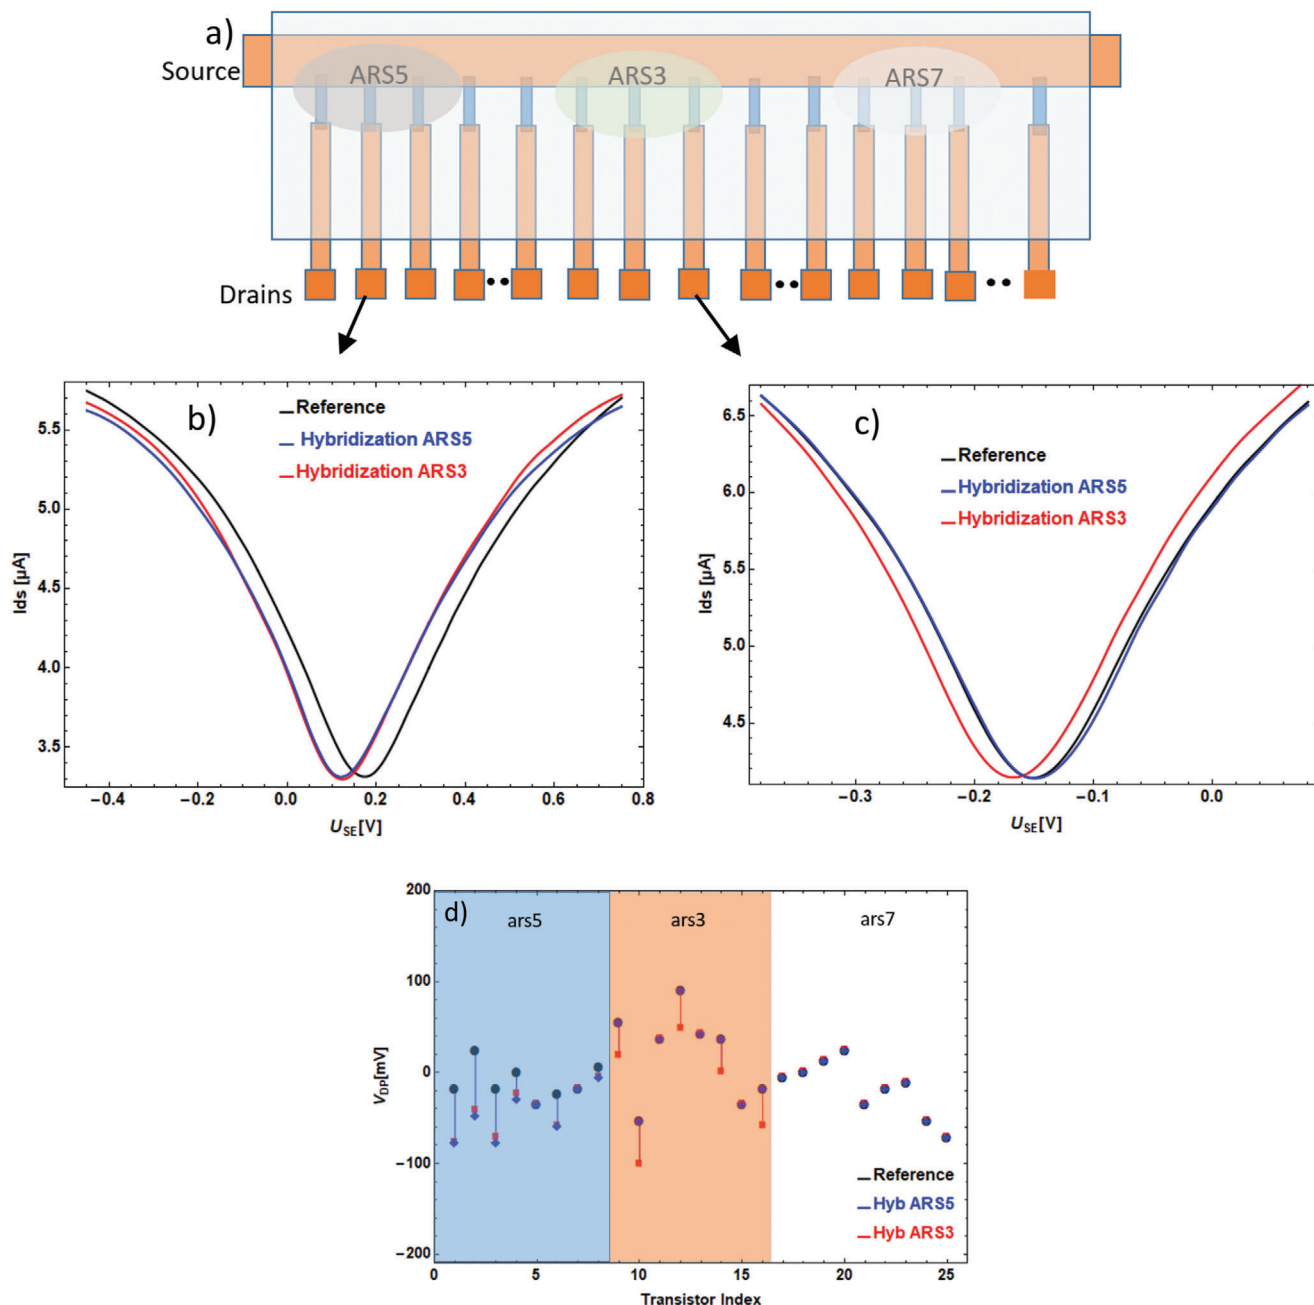 a)
Source
ARS5
ARS3
ARS7
Drains
b)
Reference
Hybridization ARS5
Hybridization ARS3
Ids [µA]
5.5
5.0
4.5
4.0
3.5
−0.4
−0.2
0.0
0.2
0.4
0.6
0.8
USE[V]
c)
Reference
Hybridization ARS5
Hybridization ARS3
Ids [µA]
6.5
6.0
5.5
5.0
4.5
−0.3
−0.2
−0.1
0.0
USE[V]
d)
ars5
ars3
ars7
VDP[mV]
200
100
0
−100
−200
Reference
Hyb ARS5
Hyb ARS3
0
5
10
15
20
25
Transistor Index